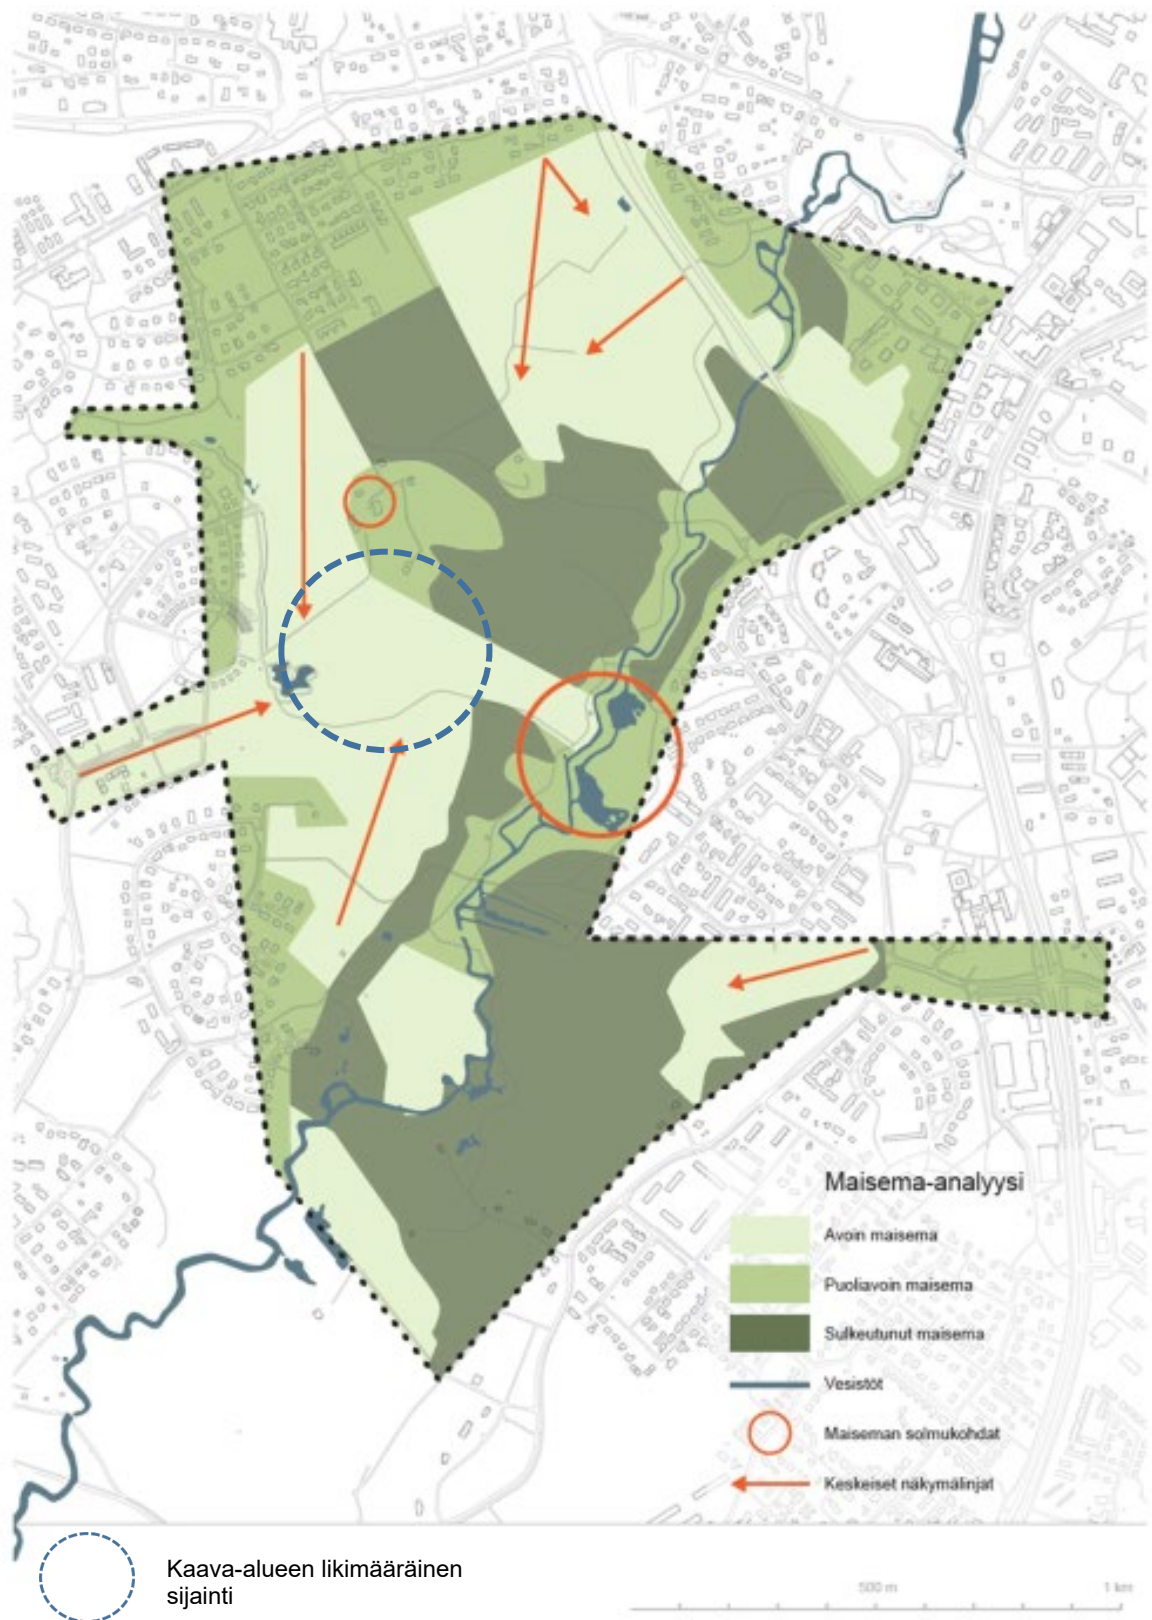 Maisema-analyysi
Avoin maisema
Puoliavoin maisema
Sulkeutunut maisema
Vesistöt
Maiseman solmukohdat
Keskeiset näkymälinjat
Kaava-alueen likimääräinen
sijainti
500 m
1 km